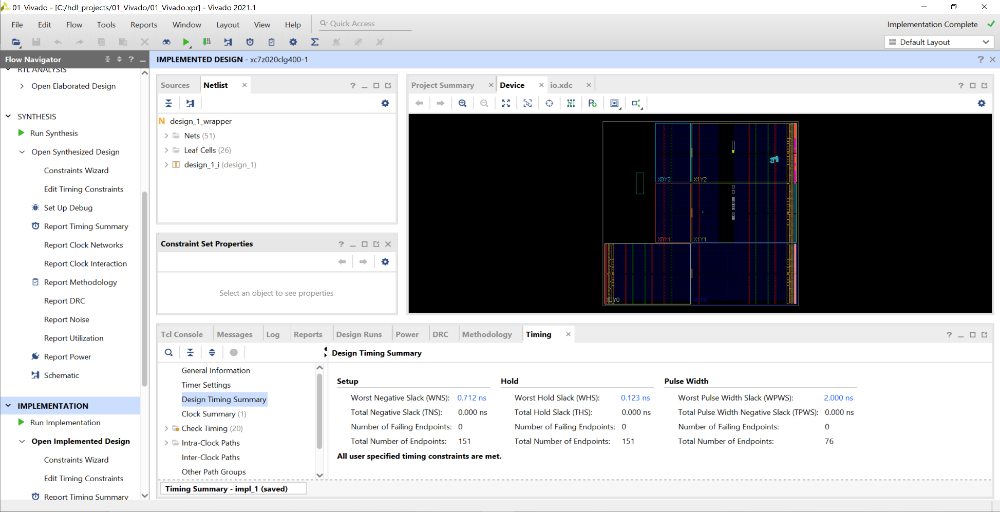 01_Vivado - [C:/hdl_projects/01_Vivado/01_Vivado.xpr] - Vivado 2021.1
File Edit Flow Tools Reports Window Layout View Help Quick Access
Implementation Complete
Default Layout
Flow Navigator
RTL ANALYSIS
Open Elaborated Design
SYNTHESIS
Run Synthesis
Open Synthesized Design
Constraints Wizard
Edit Timing Constraints
Set Up Debug
Report Timing Summary
Report Clock Networks
Report Clock Interaction
Report Methodology
Report DRC
Report Noise
Report Utilization
Report Power
Schematic
IMPLEMENTATION
Run Implementation
Open Implemented Design
Constraints Wizard
Edit Timing Constraints
Report Timing Summary
IMPLEMENTED DESIGN - xc7z020clg400-1
Sources Netlist
N design_1_wrapper
Nets (51)
Leaf Cells (26)
design_1_i (design_1)
Constraint Set Properties
Select an object to see properties
Project Summary Device io.xdc
X0Y2 X1Y2
X0Y1 X1Y1
X0Y0 X1Y0
Tcl Console Messages Log Reports Design Runs Power DRC Methodology Timing
General Information
Timer Settings
Design Timing Summary
Clock Summary (1)
Check Timing (20)
Intra-Clock Paths
Inter-Clock Paths
Other Path Groups
Design Timing Summary
Setup
Worst Negative Slack (WNS): 0.712 ns
Total Negative Slack (TNS): 0.000 ns
Number of Failing Endpoints: 0
Total Number of Endpoints: 151
Hold
Worst Hold Slack (WHS): 0.123 ns
Total Hold Slack (THS): 0.000 ns
Number of Failing Endpoints: 0
Total Number of Endpoints: 151
Pulse Width
Worst Pulse Width Slack (WPWS): 2.000 ns
Total Pulse Width Negative Slack (TPWS): 0.000 ns
Number of Failing Endpoints: 0
Total Number of Endpoints: 76
All user specified timing constraints are met.
Timing Summary - impl_1 (saved)